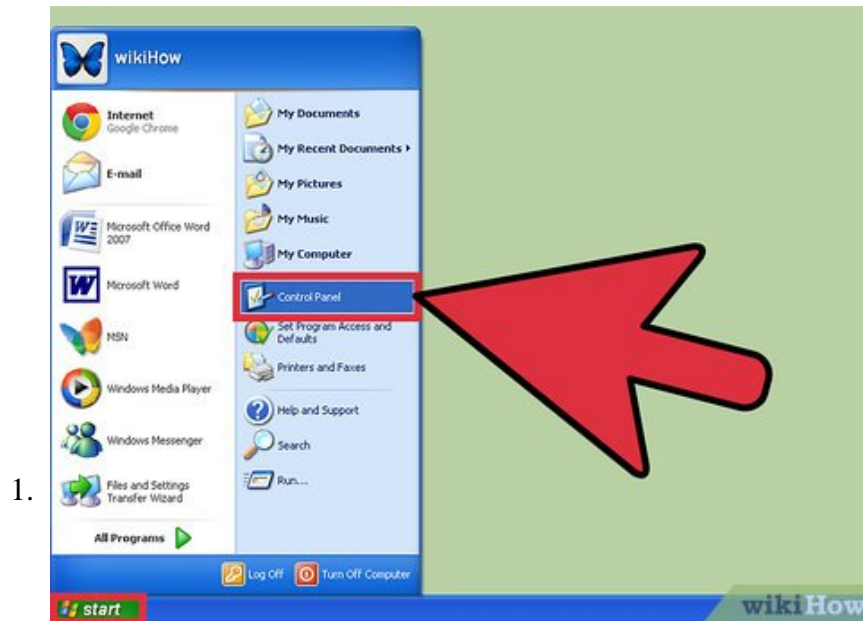 wikiHow
Internet
Google Chrome
E-mail
Microsoft Office Word
2007
Microsoft Word
MSN
Windows Media Player
Windows Messenger
Files and Settings
Transfer Wizard
All Programs
My Documents
My Recent Documents
My Pictures
My Music
My Computer
Control Panel
Set Program Access and
Defaults
Printers and Faxes
Help and Support
Search
Run...
Log Off
Turn Off Computer
1.
start
wikiHow